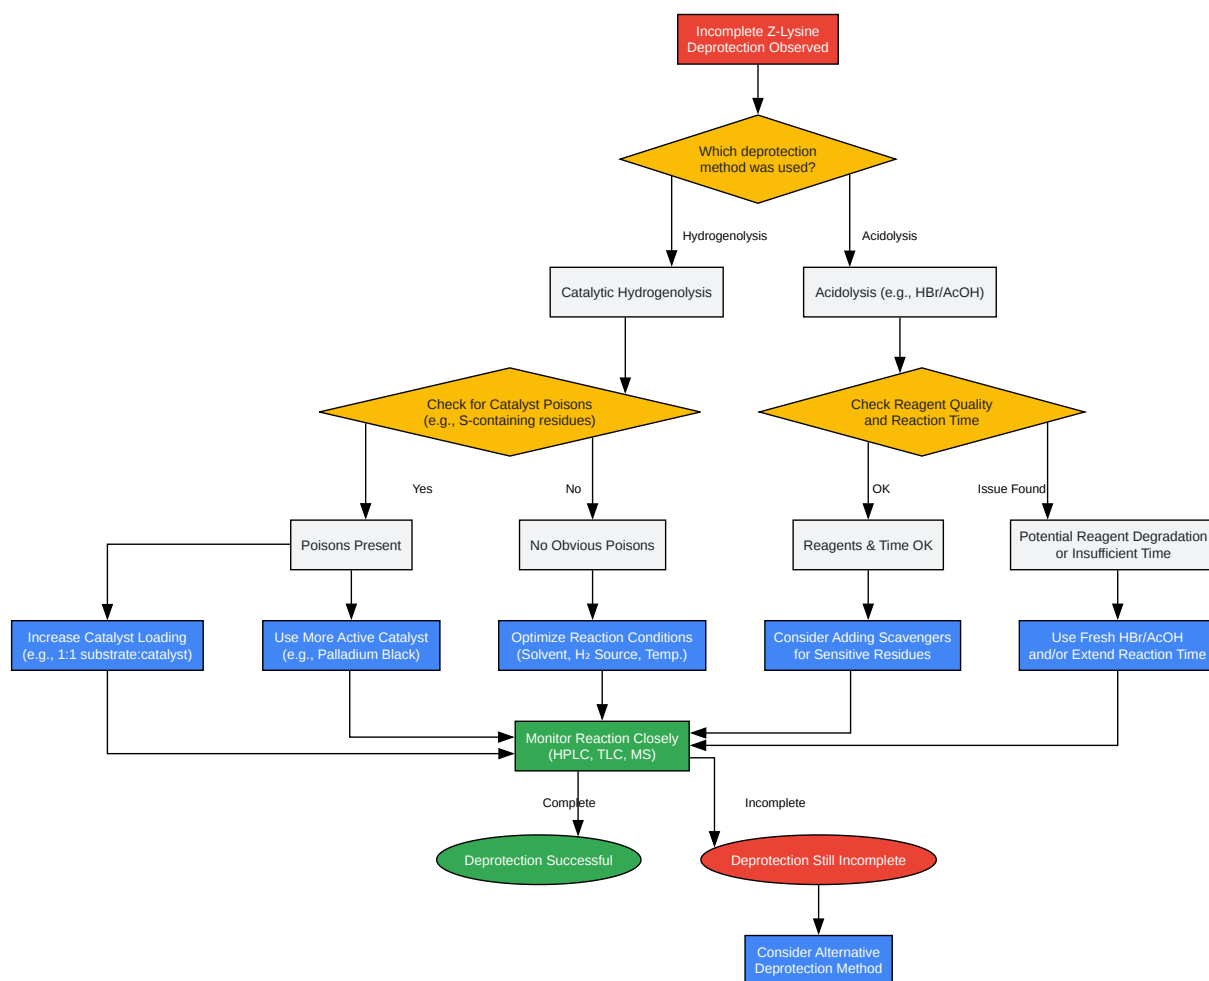 Incomplete Z-Lysine
Deprotection Observed
Which deprotection
method was used?
Hydrogenolysis
Acidolysis
Catalytic Hydrogenolysis
Acidolysis (e.g., HBr/AcOH)
Check for Catalyst Poisons
(e.g., S-containing residues)
Check Reagent Quality
and Reaction Time
Yes
No
OK
Issue Found
Poisons Present
No Obvious Poisons
Reagents & Time OK
Potential Reagent Degradation
or Insufficient Time
Increase Catalyst Loading
(e.g., 1:1 substrate:catalyst)
Use More Active Catalyst
(e.g., Palladium Black)
Optimize Reaction Conditions
(Solvent, H₂ Source, Temp.)
Consider Adding Scavengers
for Sensitive Residues
Use Fresh HBr/AcOH
and/or Extend Reaction Time
Monitor Reaction Closely
(HPLC, TLC, MS)
Complete
Incomplete
Deprotection Successful
Deprotection Still Incomplete
Consider Alternative
Deprotection Method